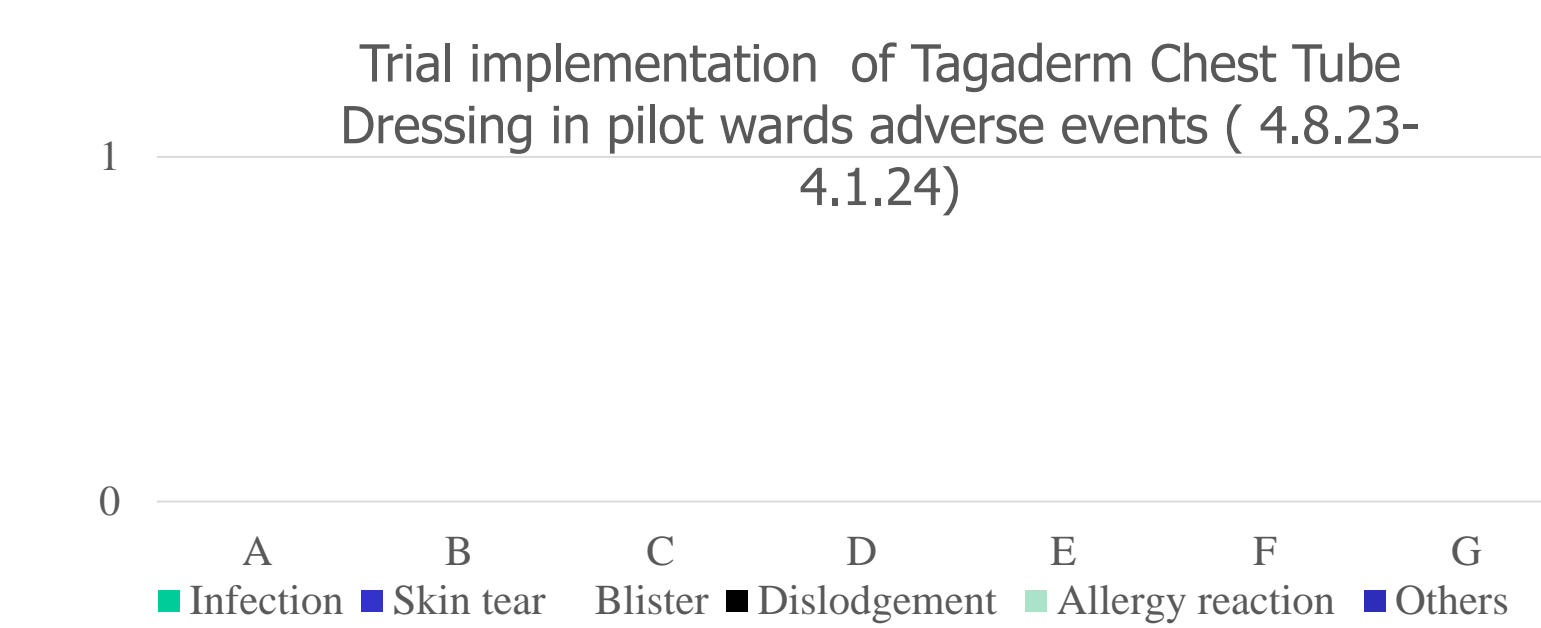 Trial implementation  of Tagaderm Chest Tube
Dressing in pilot wards adverse events ( 4.8.23-
4.1.24)
1
0
A B C D E F G
Infection Skin tear Blister Dislodgement Allergy reaction Others